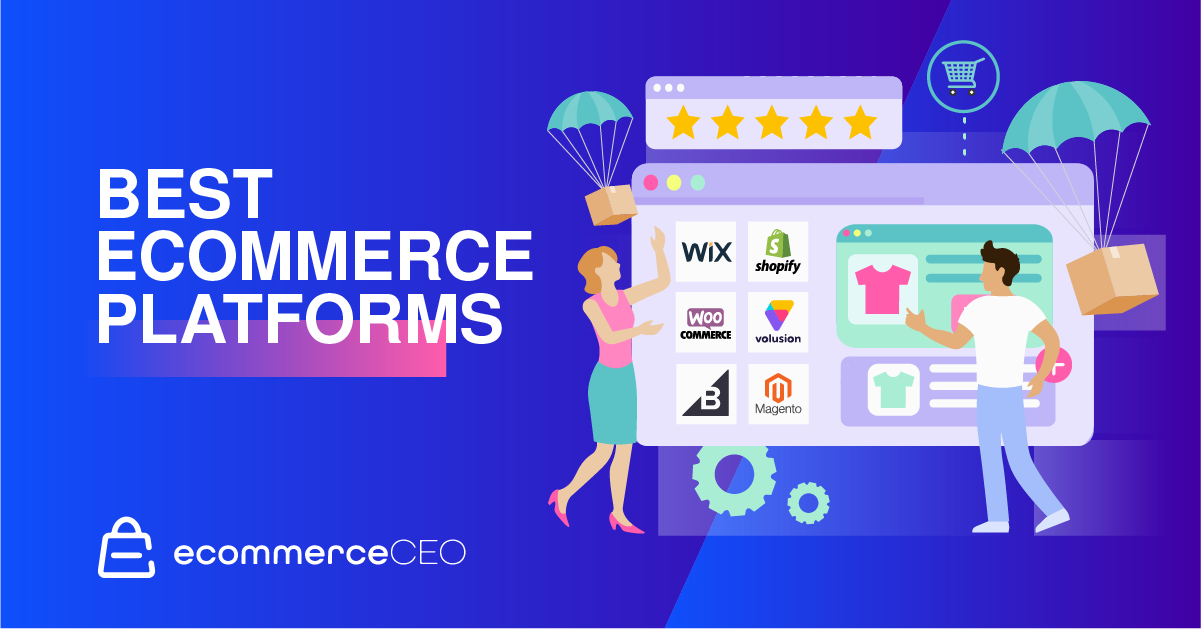 BEST
ECOMMERCE
PLATFORMS
WiX
shopify
WOO
COMMERCE
volusion
B
Magento
ecommerceCEO